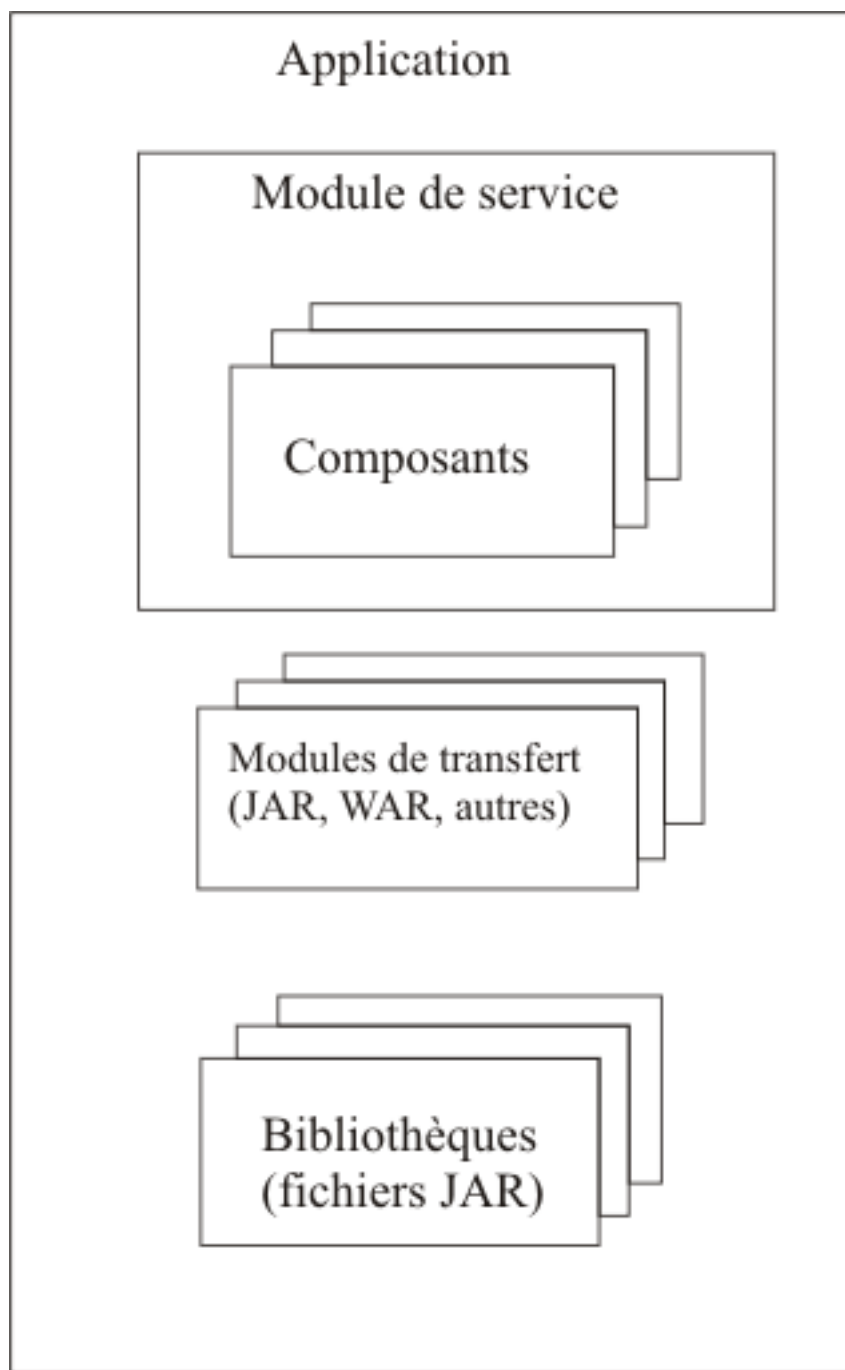 Application
Module de service
Composants
Modules de transfert
(JAR, WAR, autres)
Bibliothèques
(fichiers JAR)